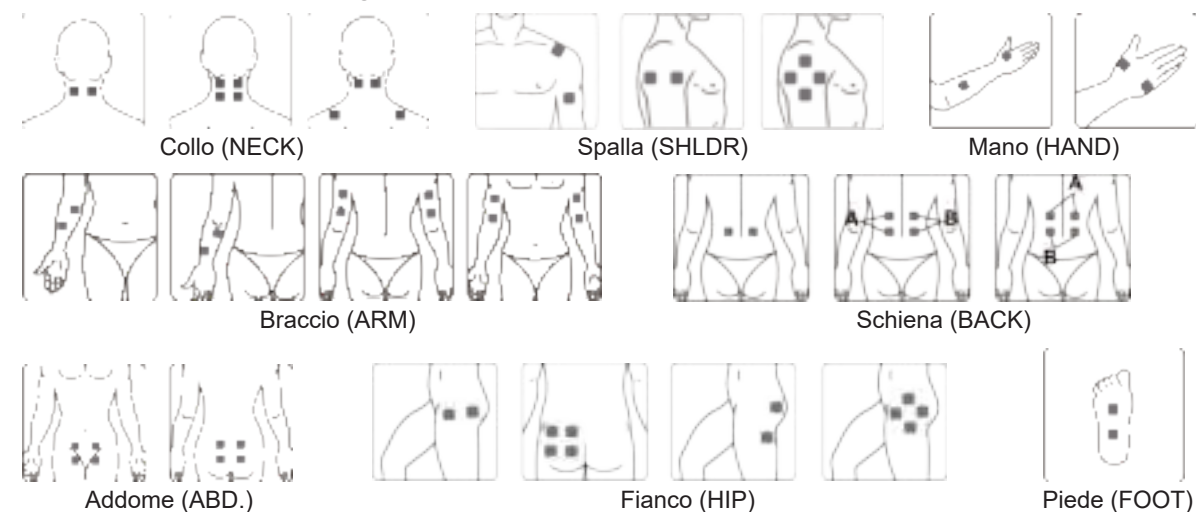 Collo (NECK)
Spalla (SHLDR)
Mano (HAND)
A
B
A
B
Braccio (ARM)
Schiena (BACK)
Addome (ABD.)
Fianco (HIP)
Piede (FOOT)